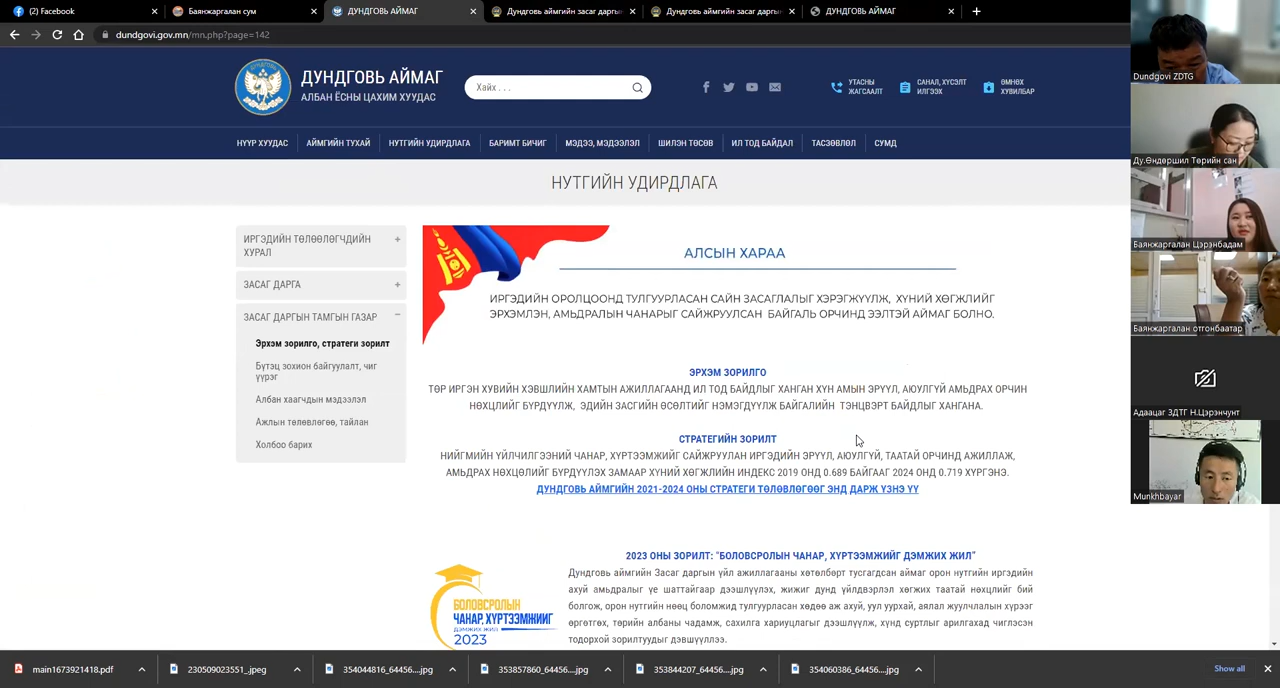 (2) Facebook
Баянжаргалан сум
ДУНДГОВЬ АЙМАГ
Дундговь аймгийн засаг дарга
Дундговь аймгийн засаг дарга
ДУНДГОВЬ АЙМАГ
dundgovi.gov.mn/mn.php?page=142
ДУНДГОВЬ АЙМАГ
АЛБАН ЁСНЫ ЦАХИМ ХУУДАС
Хайх . . .
УТАСНЫ
ЖАГСААЛТ
САНАЛ, ХҮСЭЛТ
ИЛГЭЭХ
ӨМНӨХ
ХУВИЛБАР
НҮҮР ХУУДАС
АЙМГИЙН ТУХАЙ
НУТГИЙН УДИРДЛАГА
БАРИМТ БИЧИГ
МЭДЭЭ, МЭДЭЭЛЭЛ
ШИЛЭН ТӨСӨВ
ИЛ ТОД БАЙДАЛ
ТАСЗӨВЛӨЛ
СУМД
НУТГИЙН УДИРДЛАГА
ИРГЭДИЙН ТӨЛӨӨЛӨГЧДИЙН
ХУРАЛ
ЗАСАГ ДАРГА
ЗАСАГ ДАРГЫН ТАМГЫН ГАЗАР
Эрхэм зорилго, стратеги зорилт
Бүтэц зохион байгуулалт, чиг
үүрэг
Албан хаагчдын мэдээлэл
Ажлын төлөвлөгөө, тайлан
Холбоо барих
АЛСЫН ХАРАА
ИРГЭДИЙН ОРОЛЦООНД ТУЛГУУРЛАСАН САЙН ЗАСАГЛАЛЫГ ХЭРЭГЖҮҮЛЖ, ХҮНИЙ ХӨГЖЛИЙГ
ЭРХЭМЛЭН, АМЬДРАЛЫН ЧАНАРЫГ САЙЖРУУЛСАН БАЙГАЛЬ ОРЧИНД ЭЭЛТЭЙ АЙМАГ БОЛНО.
ЭРХЭМ ЗОРИЛГО
ТӨР ИРГЭН ХУВИЙН ХЭВШЛИЙН ХАМТЫН АЖИЛЛАГААНД ИЛ ТОД БАЙДЛЫГ ХАНГАН ХҮН АМЫН ЭРҮҮЛ, АЮУЛГҮЙ АМЬДРАХ ОРЧИН
НӨХЦЛИЙГ БҮРДҮҮЛЖ, ЭДИЙН ЗАСГИЙН ӨСӨЛТИЙГ НЭМЭГДҮҮЛЖ БАЙГАЛИЙН ТЭНЦВЭРТ БАЙДЛЫГ ХАНГАНА.
СТРАТЕГИЙН ЗОРИЛТ
НИЙГМИЙН ҮЙЛЧИЛГЭЭНИЙ ЧАНАР, ХҮРТЭЭМЖИЙГ САЙЖРУУЛАН ИРГЭДИЙН ЭРҮҮЛ, АЮУЛГҮЙ, ТААТАЙ ОРЧИНД АЖИЛЛАЖ,
АМЬДРАХ НӨХЦӨЛИЙГ БҮРДҮҮЛЭХ ЗАМААР ХҮНИЙ ХӨГЖЛИЙН ИНДЕКС 2019 ОНД 0.689 БАЙГААГ 2024 ОНД 0.719 ХҮРГЭНЭ.
ДУНДГОВЬ АЙМГИЙН 2021-2024 ОНЫ СТРАТЕГИ ТӨЛӨВЛӨГӨӨГ ЭНД ДАРЖ ҮЗНЭ ҮҮ
2023 ОНЫ ЗОРИЛТ: "БОЛОВСРОЛЫН ЧАНАР, ХҮРТЭЭМЖИЙГ ДЭМЖИХ ЖИЛ"
Дундговь аймгийн Засаг даргын үйл ажиллагааны хөтөлбөрт тусгагдсан аймаг орон нутгийн иргэдийн
ахуй амьдралыг үе шаттайгаар дээшлүүлэх, жижиг дунд үйлдвэрлэл хөгжих таатай нөхцлийг бий
болгож, орон нутгийн нөөц боломжид тулгуурласан хөдөө аж ахуй, уул уурхай, аялал жуулчлалын хүрээг
өргөтгөх, төрийн албаны чадамж, сахилга хариуцлагыг дээшлүүлж, хүнд суртлыг арилгахад чиглэсэн
тодорхой зорилтуудыг дэвшүүллээ.
БОЛОВСРОЛЫН
ЧАНАР, ХҮРТЭЭМЖИЙГ
ДЭМЖИХ ЖИЛ
2023
Dundgovi ZDTG
Ду.Өндөршил Төрийн сан
Баянжаргалан Цэрэнбадам
Баянжаргалан отгонбаатар
Адаацаг ЗДТГ Н.Цэрэнчунт
Munkhbayar
main1673921418.pdf
230509023551_.jpeg
354044816_64456....jpg
353857860_64456....jpg
353844207_64456....jpg
354060386_64456....jpg
Show all